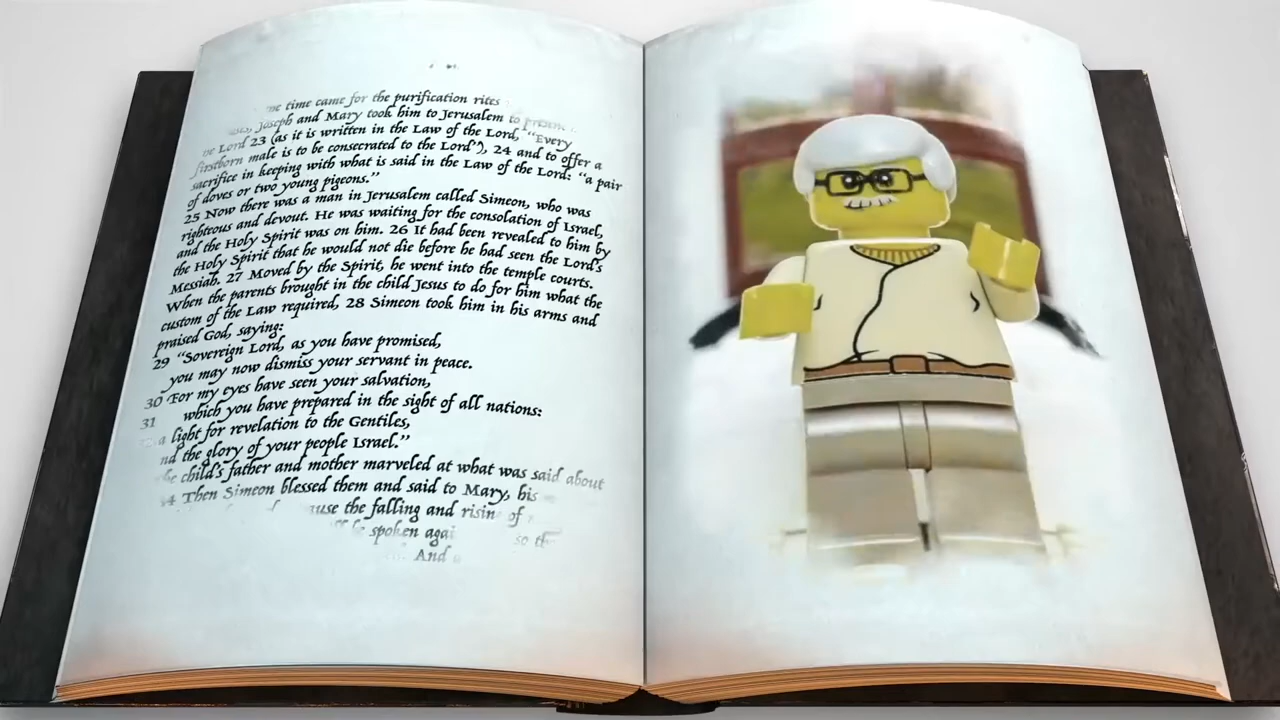 time came for the purification rites
Joseph and Mary took him to Jerusalem to present
Lord 23 (as it is written in the Law of the Lord, “Every
firstborn male is to be consecrated to the Lord”), 24 and to offer a
sacrifice in keeping with what is said in the Law of the Lord: “a pair
of doves or two young pigeons.”
25 Now there was a man in Jerusalem called Simeon, who was
righteous and devout. He was waiting for the consolation of Israel,
and the Holy Spirit was on him. 26 It had been revealed to him by
the Holy Spirit that he would not die before he had seen the Lord’s
Messiah. 27 Moved by the Spirit, he went into the temple courts.
When the parents brought in the child Jesus to do for him what the
custom of the Law required, 28 Simeon took him in his arms and
praised God, saying:
29 “Sovereign Lord, as you have promised,
you may now dismiss your servant in peace.
30 For my eyes have seen your salvation,
31 which you have prepared in the sight of all nations:
a light for revelation to the Gentiles,
nd the glory of your people Israel.”
child’s father and mother marveled at what was said about
Then Simeon blessed them and said to Mary, his
ause the falling and rising of
spoken agai so th
And